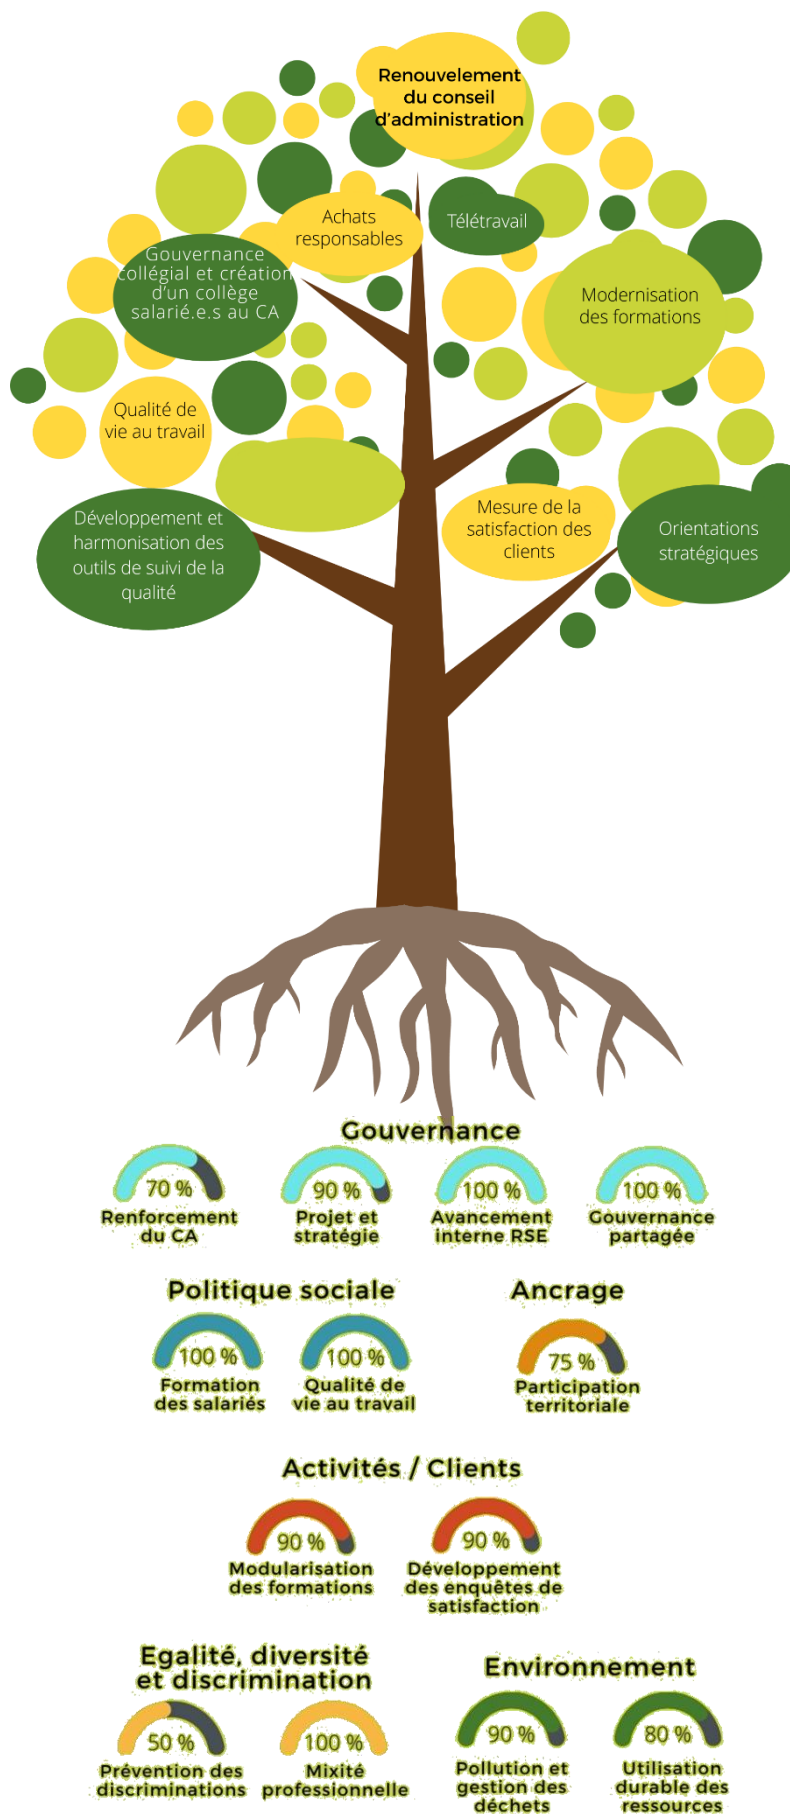 Renouvelement
du conseil
d'administration
Achats
responsables
Télétravail
Gouvernance
collégial et création
d'un collège
salarié.e.s au CA
Modernisation
des formations
Qualité de
vie au travail
Mesure de la
satisfaction des
clients
Développement et
harmonisation des
outils de suivi de la
qualité
Orientations
stratégiques
Gouvernance
70 %
Renforcement
du CA
90 %
Projet et
stratégie
100 %
Avancement
interne RSE
100 %
Gouvernance
partagée
Politique sociale
100 %
Formation
des salariés
100 %
Qualité de
vie au travail
Ancrage
75 %
Participation
territoriale
Activités / Clients
90 %
Modularisation
des formations
90 %
Développement
des enquêtes de
satisfaction
Egalité, diversité
et discrimination
50 %
Prévention des
discriminations
100 %
Mixité
professionnelle
Environnement
90 %
Pollution et
gestion des
déchets
80 %
Utilisation
durable des
ressources